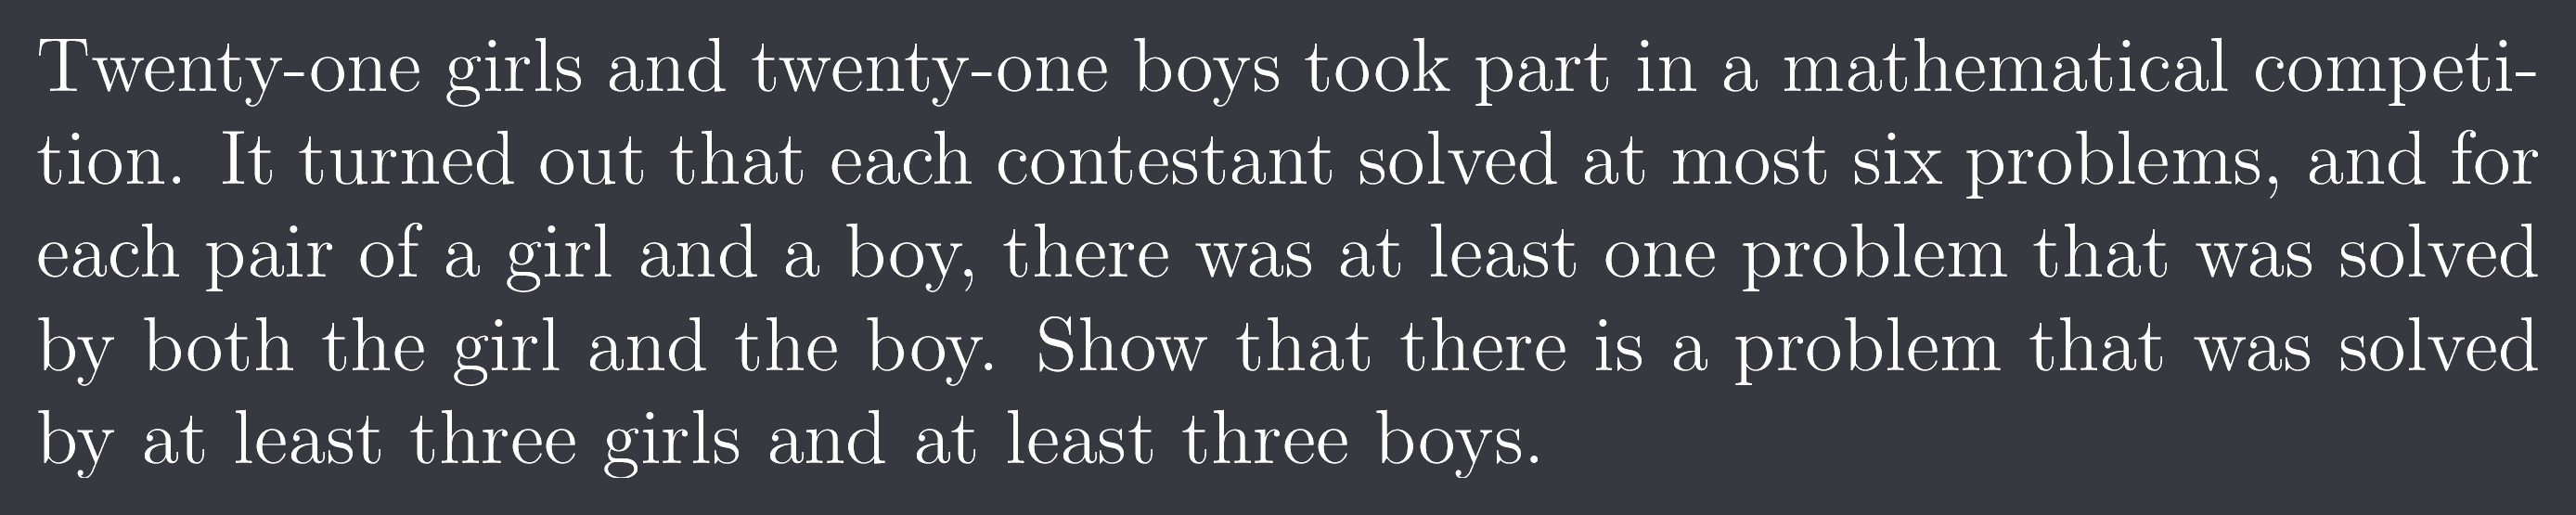 Twenty-one girls and twenty-one boys took part in a mathematical competi-
tion. It turned out that each contestant solved at most six problems, and for
each pair of a girl and a boy, there was at least one problem that was solved
by both the girl and the boy. Show that there is a problem that was solved
by at least three girls and at least three boys.